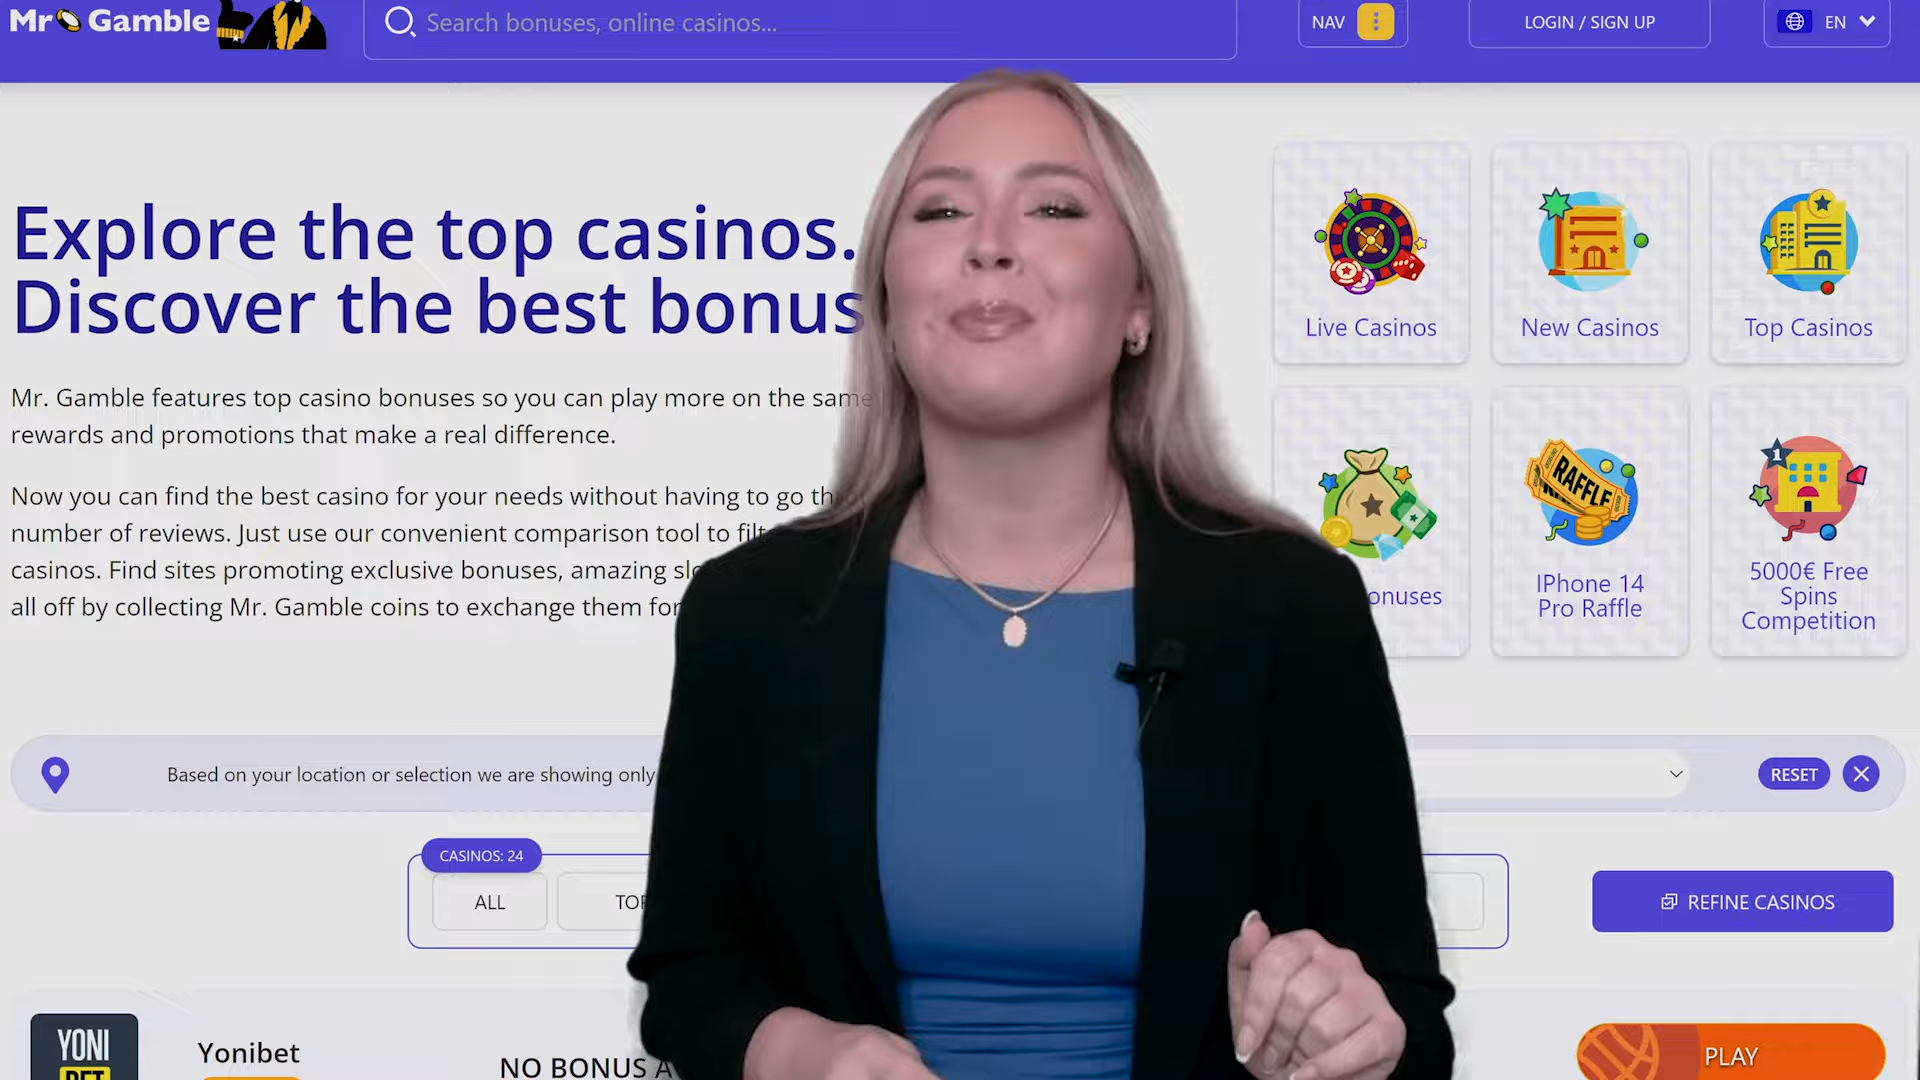 Mr Gamble
Search bonuses, online casinos...
NAV
LOGIN / SIGN UP
EN
Explore the top casinos.
Discover the best bonus
Mr. Gamble features top casino bonuses so you can play more on the same
rewards and promotions that make a real difference.
Now you can find the best casino for your needs without having to go
number of reviews. Just use our convenient comparison tool to
casinos. Find sites promoting exclusive bonuses, amazing
all off by collecting Mr. Gamble coins to exchange them for
Live Casinos
New Casinos
Top Casinos
RAFFLE
1
IPhone 14
Pro Raffle
5000€ Free
Spins
Competition
Based on your location or selection we are showing only
RESET
CASINOS: 24
ALL
REFINE CASINOS
YONI
BET
Yonibet
NO BONUS A
PLAY